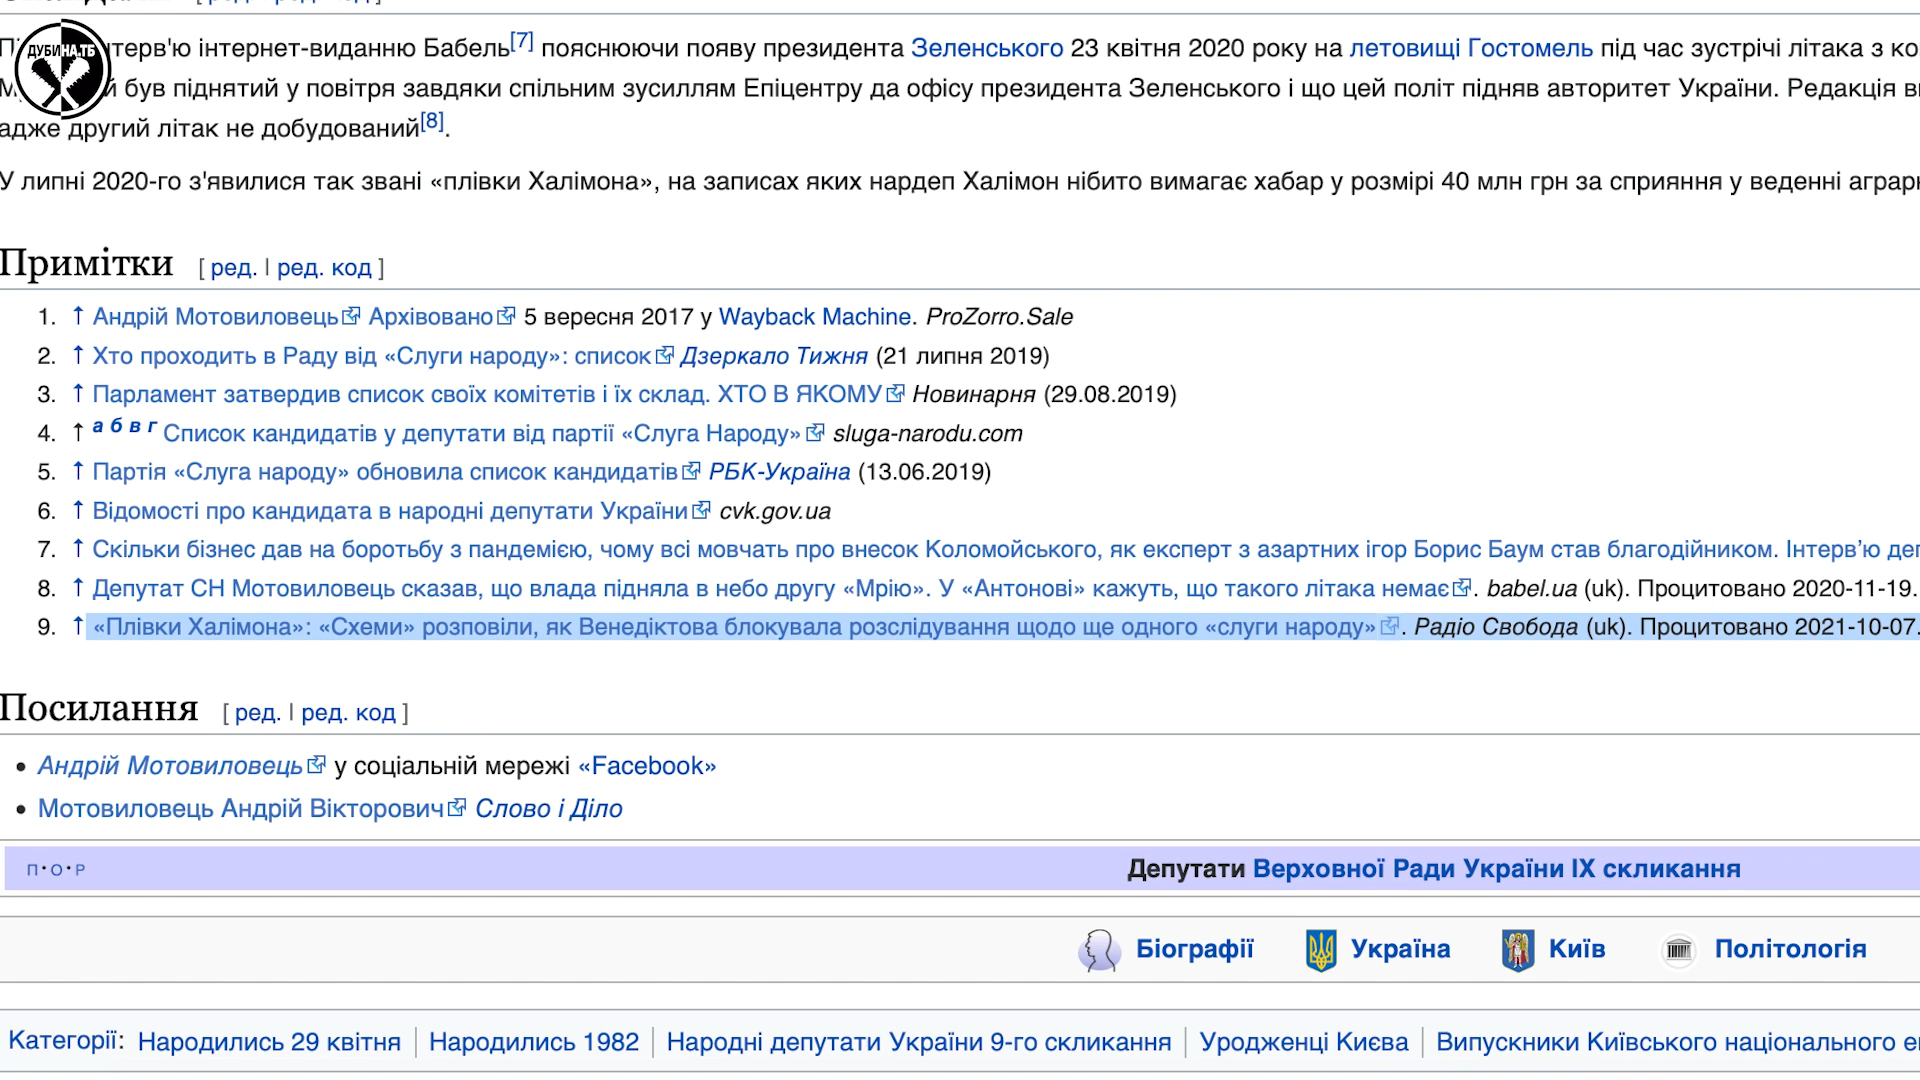 [ ред. | ред. код ]
ДУБИНА.ТБ
терв'ю інтернет-виданню Бабель[7] пояснюючи появу президента Зеленського 23 квітня 2020 року на летовищі Гостомель під час зустрічі літака з
був піднятий у повітря завдяки спільним зусиллям Епіцентру да офісу президента Зеленського і що цей політ підняв авторитет України. Редакція
адже другий літак не добудований[8].
У липні 2020-го з'явилися так звані «плівки Халімона», на записах яких нардеп Халімон нібито вимагає хабар у розмірі 40 млн грн за сприяння у веденні аграр
Примітки [ ред. | ред. код ]
1. ↑ Андрій Мотовиловець Архівовано 5 вересня 2017 у Wayback Machine. ProZorro.Sale
2. ↑ Хто проходить в Раду від «Слуги народу»: список Дзеркало Тижня (21 липня 2019)
3. ↑ Парламент затвердив список своїх комітетів і їх склад. ХТО В ЯКОМУ Новинарня (29.08.2019)
4. ↑ а б в г Список кандидатів у депутати від партії «Слуга Народу» sluga-narodu.com
5. ↑ Партія «Слуга народу» обновила список кандидатів РБК-Україна (13.06.2019)
6. ↑ Відомості про кандидата в народні депутати України cvk.gov.ua
7. ↑ Скільки бізнес дав на боротьбу з пандемією, чому всі мовчать про внесок Коломойського, як експерт з азартних ігор Борис Баум став благодійником. Інтерв’ю деп
8. ↑ Депутат СН Мотовиловець сказав, що влада підняла в небо другу «Мрію». У «Антонові» кажуть, що такого літака немає. babel.ua (uk). Процитовано 2020-11-19.
9. ↑ «Плівки Халімона»: «Схеми» розповіли, як Венедіктова блокувала розслідування щодо ще одного «слуги народу». Радіо Свобода (uk). Процитовано 2021-10-07.
Посилання [ ред. | ред. код ]
• Андрій Мотовиловець у соціальній мережі «Facebook»
• Мотовиловець Андрій Вікторович Слово і Діло
П • О • Р Депутати Верховної Ради України IX скликання
Біографії Україна Київ Політологія
Категорії: Народились 29 квітня | Народились 1982 | Народні депутати України 9-го скликання | Уродженці Києва | Випускники Київського національного